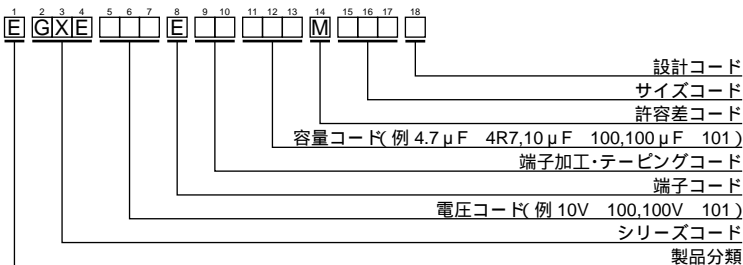 1 2 3 4 5 6 7 8 9 10 11 12 13 14 15 16 17 18
E GXE E M
設計コード
サイズコード
許容差コード
容量コード(例 4.7μF 4R7,10μF 100,100μF 101)
端子加工・テーピングコード
端子コード
電圧コード(例 10V 100,100V 101)
シリーズコード
製品分類